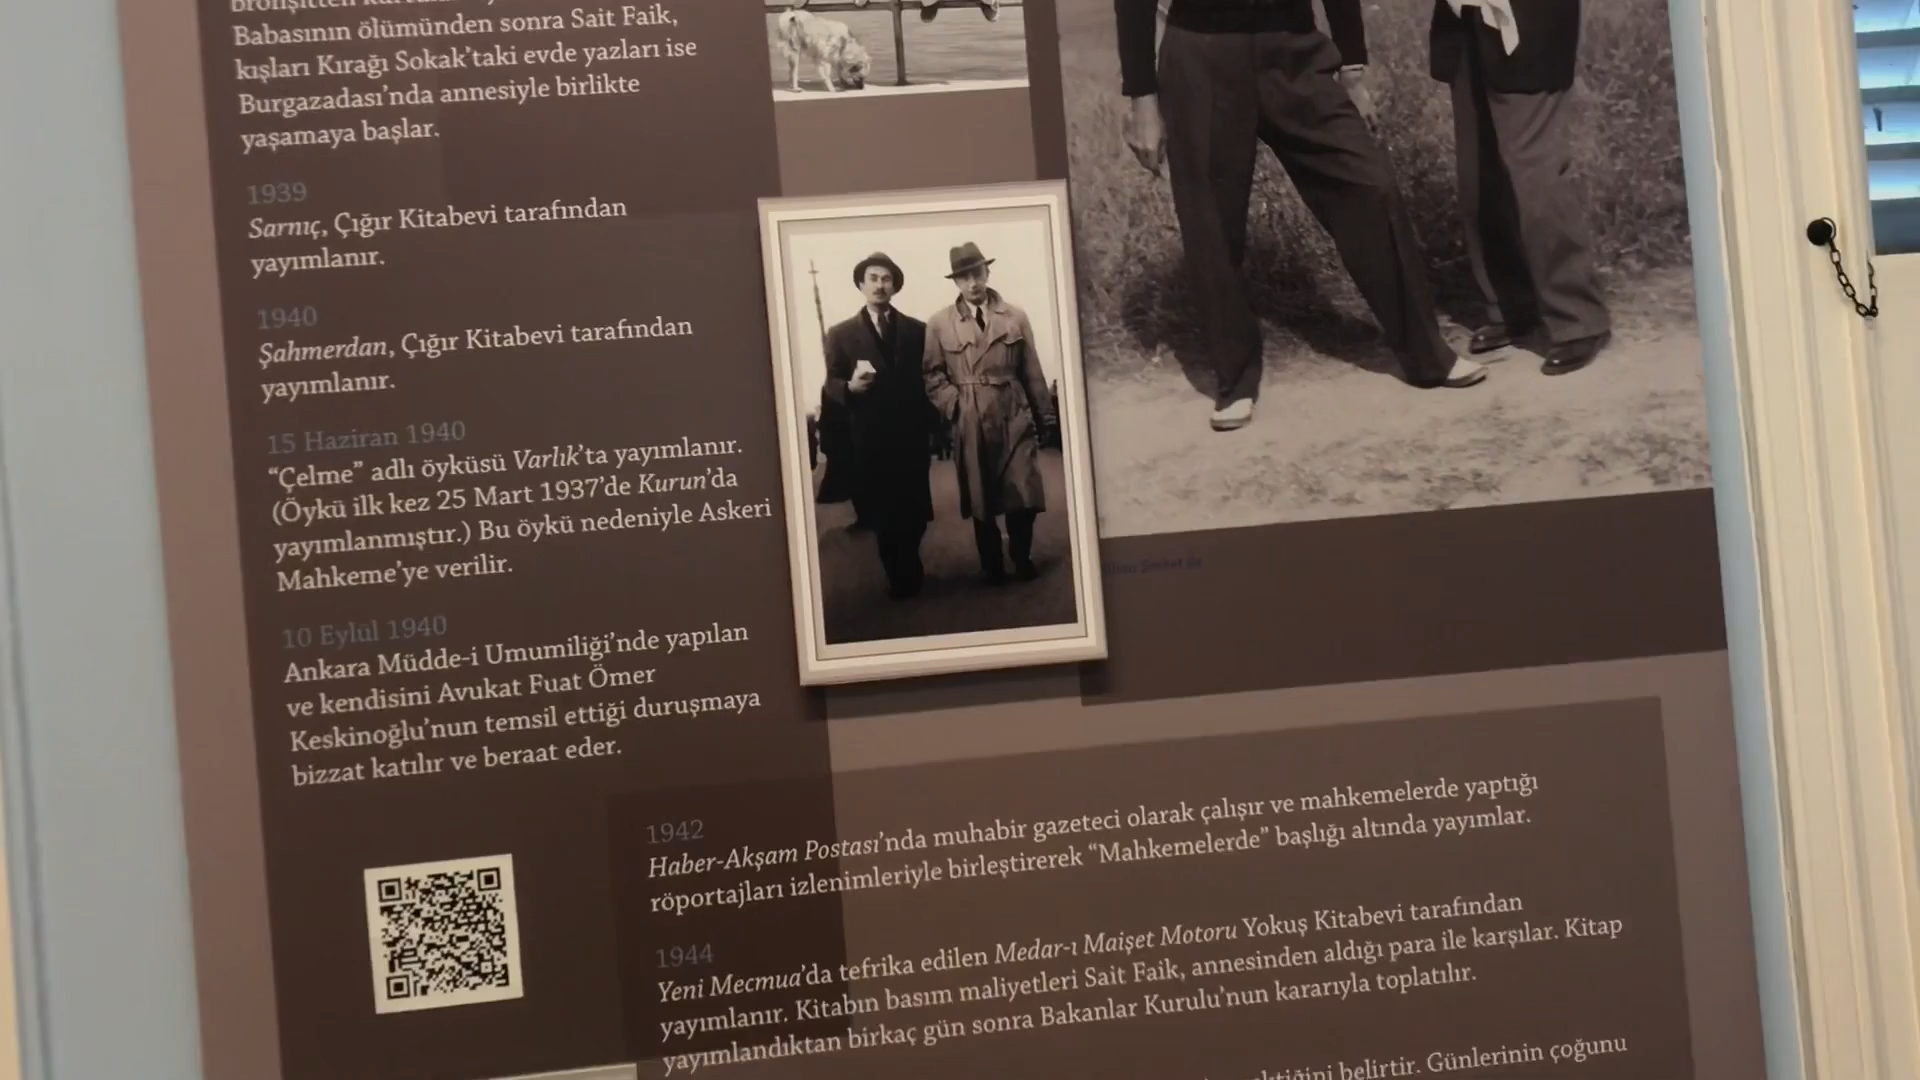 Babasının ölümünden sonra Sait Faik,
kışları Kırağı Sokak'taki evde yazları ise
Burgazadası'nda annesiyle birlikte
yaşamaya başlar.
1939
Sarnıç, Çığır Kitabevi tarafından
yayımlanır.
1940
Şahmerdan, Çığır Kitabevi tarafından
yayımlanır.
15 Haziran 1940
“Çelme” adlı öyküsü Varlık'ta yayımlanır.
(Öykü ilk kez 25 Mart 1937'de Kurun'da
yayımlanmıştır.) Bu öykü nedeniyle Askeri
Mahkeme'ye verilir.
10 Eylül 1940
Ankara Müdde-i Umumiliği'nde yapılan
ve kendisini Avukat Fuat Ömer
Keskinoğlu'nun temsil ettiği duruşmaya
bizzat katılır ve beraat eder.
1942
Haber-Akşam Postası'nda muhabir gazeteci olarak çalışır ve mahkemelerde yaptığı
röportajları izlenimleriyle birleştirerek “Mahkemelerde” başlığı altında yayımlar.
1944
Yeni Mecmua'da tefrika edilen Medar-ı Maişet Motoru Yokuş Kitabevi tarafından
yayımlanır. Kitabın basım maliyetleri Sait Faik, annesinden aldığı para ile karşılar. Kitap
yayımlandıktan birkaç gün sonra Bakanlar Kurulu'nun kararıyla toplatılır.
belirtir. Günlerinin çoğunu